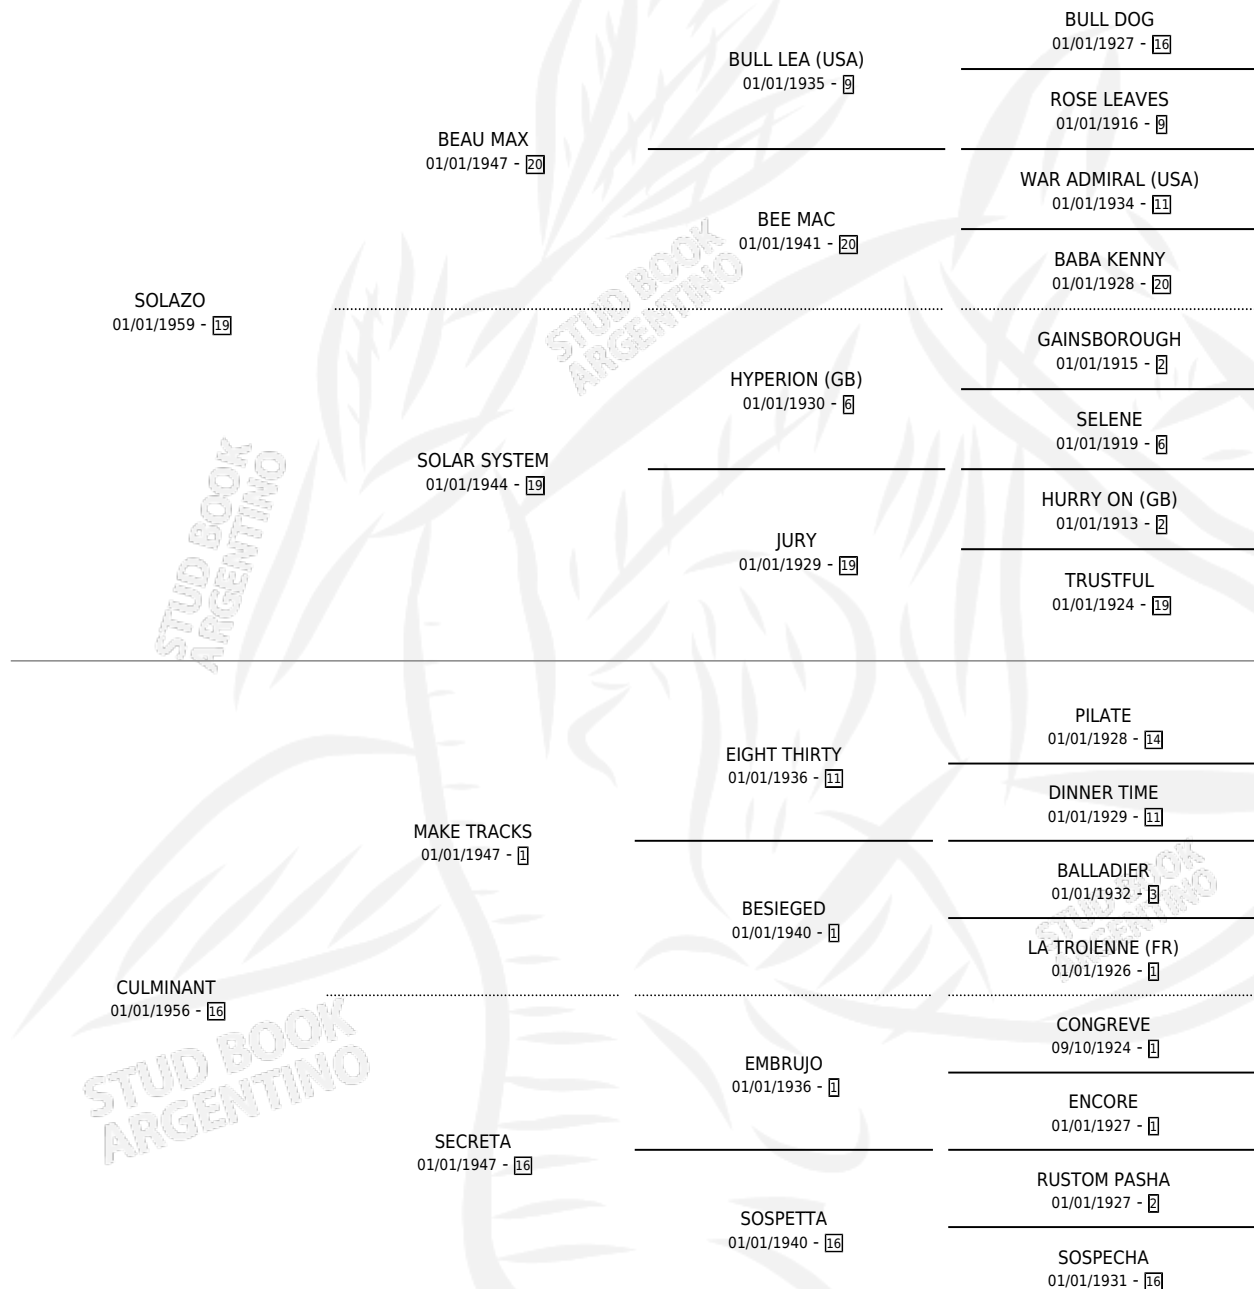 BULL DOG
01/01/1927 - 16
BULL LEA (USA)
01/01/1935 - 9
ROSE LEAVES
01/01/1916 - 9
BEAU MAX
01/01/1947 - 20
WAR ADMIRAL (USA)
01/01/1934 - 11
BEE MAC
01/01/1941 - 20
BABA KENNY
01/01/1928 - 20
SOLAZO
01/01/1959 - 19
STUD BOOK
ARGENTINO
GAINSBOROUGH
01/01/1915 - 2
HYPERION (GB)
01/01/1930 - 6
SELENE
01/01/1919 - 6
SOLAR SYSTEM
01/01/1944 - 19
HURRY ON (GB)
01/01/1913 - 2
JURY
01/01/1929 - 19
TRUSTFUL
01/01/1924 - 19
STUD BOOK
ARGENTINO
PILATE
01/01/1928 - 14
EIGHT THIRTY
01/01/1936 - 11
DINNER TIME
01/01/1929 - 11
MAKE TRACKS
01/01/1947 - 1
BALLADIER
01/01/1932 - 3
BESIEGED
01/01/1940 - 1
STUD BOOK
ARGENTINO
LA TROIENNE (FR)
01/01/1926 - 1
CULMINANT
01/01/1956 - 16
STUD BOOK
ARGENTINO
CONGREVE
09/10/1924 - 1
EMBRUJO
01/01/1936 - 1
ENCORE
01/01/1927 - 1
SECRETA
01/01/1947 - 16
RUSTOM PASHA
01/01/1927 - 2
SOSPETTA
01/01/1940 - 16
SOSPECHA
01/01/1931 - 16